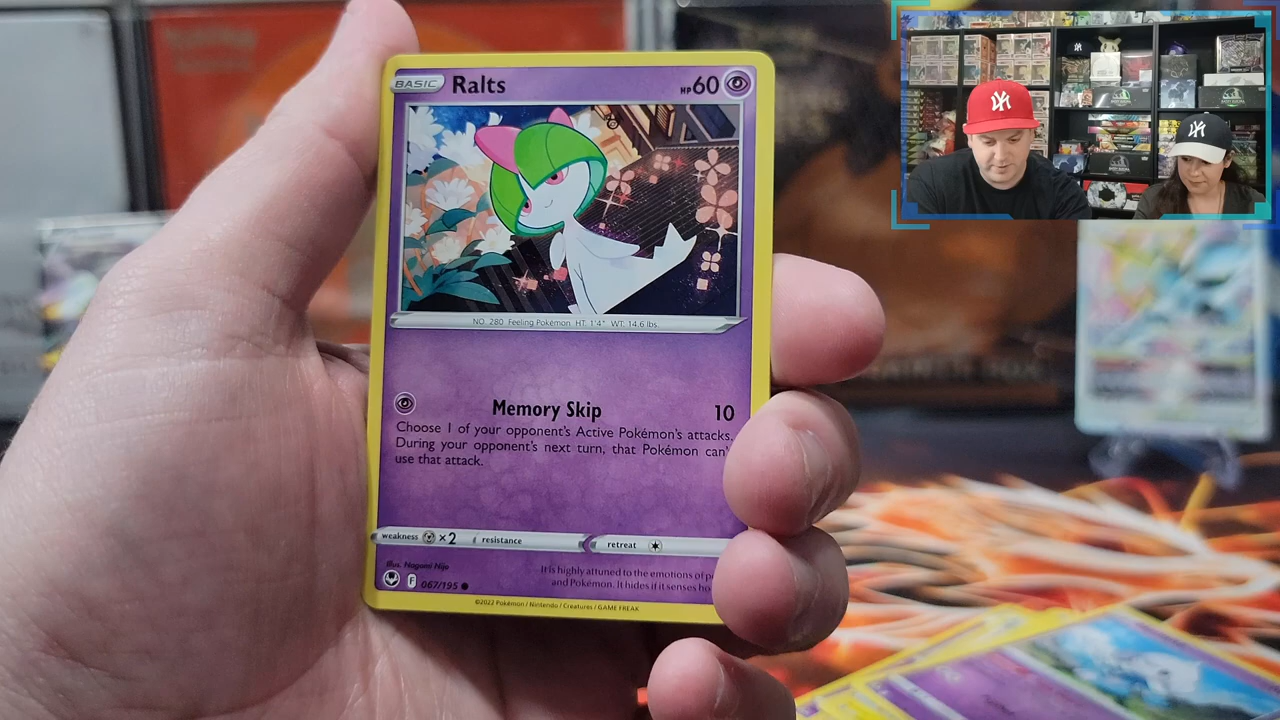 BASIC Ralts HP 60
NO. 280 Feeling Pokémon HT: 1'4" WT: 14.6 lbs.
Memory Skip 10
Choose 1 of your opponent's Active Pokémon's attacks.
During your opponent's next turn, that Pokémon can'
use that attack.
weakness ×2 resistance retreat
Illus. Nagomi Nijo
It is highly attuned to the emotions of
F 067/195
and Pokémon. It hides if it senses
©2022 Pokémon / Nintendo / Creatures / GAME FREAK